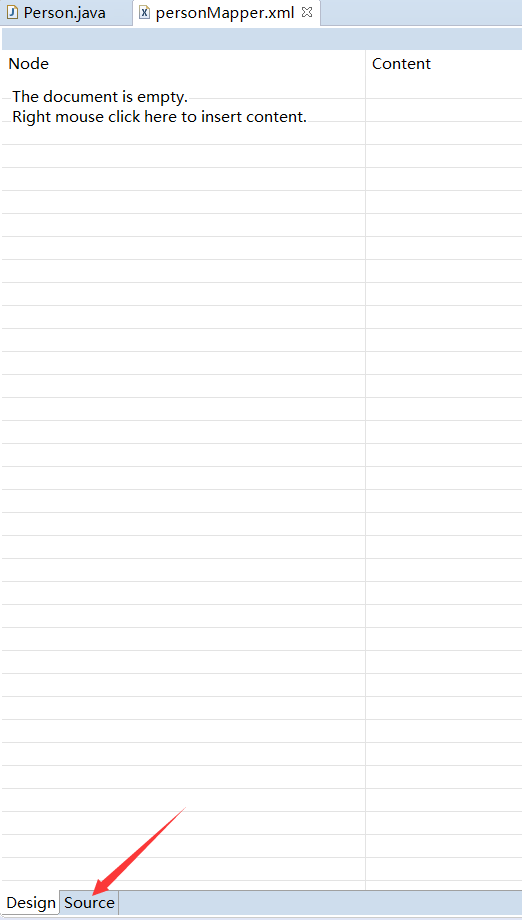 Person.java personMapper.xml
Node Content
The document is empty.
Right mouse click here to insert content.
Design Source